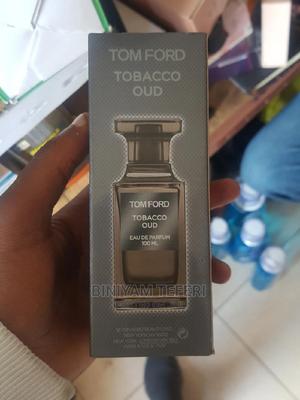 TOM FORD
TOBACCO
OUD
TOM FORD
TOBACCO
OUD
EAU DE PARFUM
100 ML
BINIYAM TEFERI